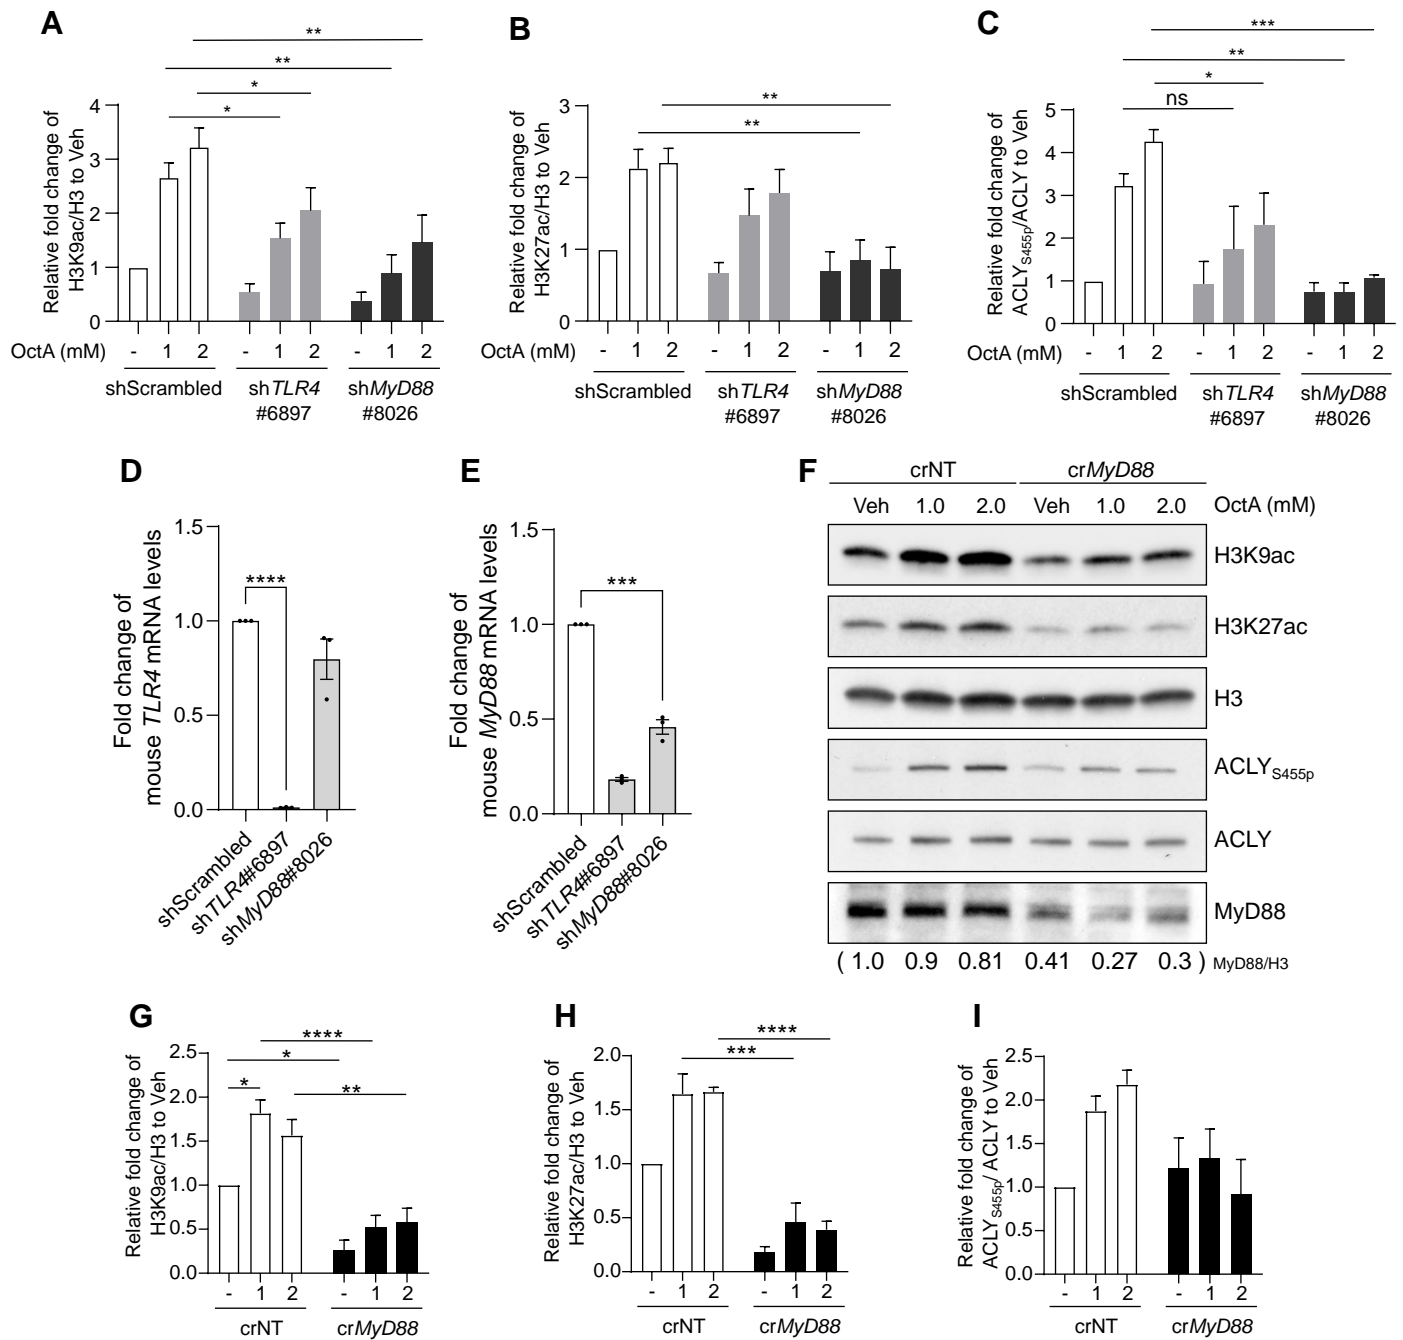 A
**
**
*
*
Relative fold change of
H3K9ac/H3 to Veh
4
3
2
1
0
OctA (mM)
- 1 2 - 1 2 - 1 2
shScrambled shTLR4 shMyD88
#6897 #8026
B
**
**
Relative fold change of
H3K27ac/H3 to Veh
3
2
1
0
OctA (mM)
- 1 2 - 1 2 - 1 2
shScrambled shTLR4 shMyD88
#6897 #8026
C
***
**
*
ns
Relative fold change of
ACLYS455p/ACLY to Veh
5
4
3
2
1
0
OctA (mM)
- 1 2 - 1 2 - 1 2
shScrambled shTLR4 shMyD88
#6897 #8026
D
Fold change of
mouse TLR4 mRNA levels
1.5
1.0
0.5
0.0
****
shScrambled
shTLR4#6897
shMyD88#8026
E
Fold change of
mouse MyD88 mRNA levels
1.5
1.0
0.5
0.0
***
shScrambled
shTLR4#6897
shMyD88#8026
F
crNT crMyD88
Veh 1.0 2.0 Veh 1.0 2.0 OctA (mM)
H3K9ac
H3K27ac
H3
ACLYS455p
ACLY
MyD88
( 1.0 0.9 0.81 0.41 0.27 0.3 ) MyD88/H3
G
****
*
*
**
Relative fold change of
H3K9ac/H3 to Veh
2.5
2.0
1.5
1.0
0.5
0.0
- 1 2 - 1 2
crNT crMyD88
H
****
***
Relative fold change of
H3K27ac/H3 to Veh
2.0
1.5
1.0
0.5
0.0
- 1 2 - 1 2
crNT crMyD88
I
Relative fold change of
ACLYS455p/ ACLY to Veh
2.5
2.0
1.5
1.0
0.5
0.0
- 1 2 - 1 2
crNT crMyD88